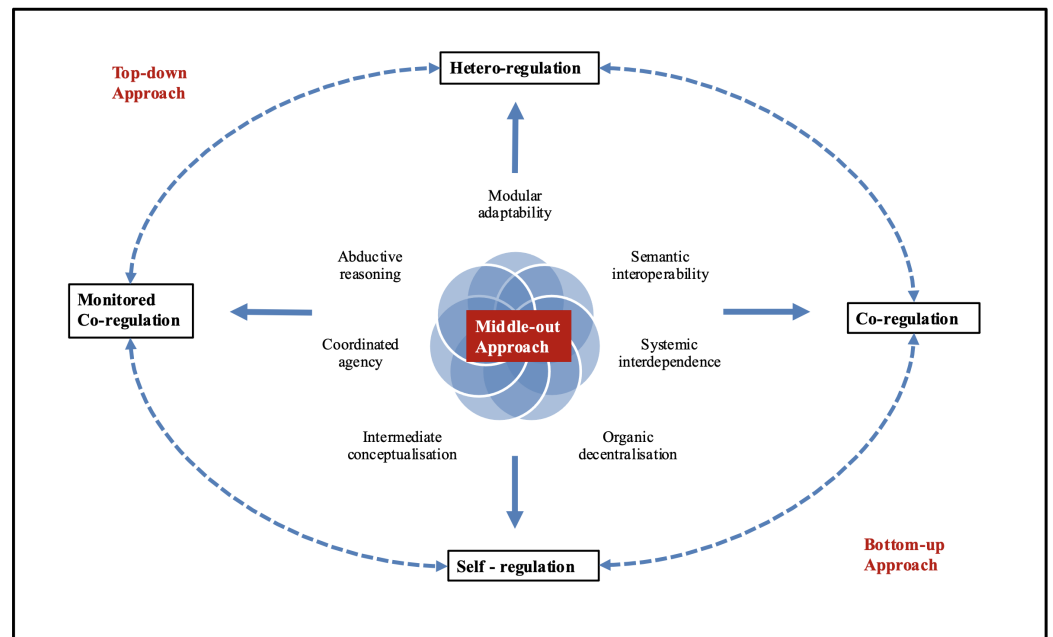 Hetero-regulation
Top-down
Approach
Modular
adaptability
Abductive
reasoning
Semantic
interoperability
Monitored
Co-regulation
Middle-out
Approach
Co-regulation
Coordinated
agency
Systemic
interdependence
Intermediate
conceptualisation
Organic
decentralisation
Bottom-up
Approach
Self - regulation